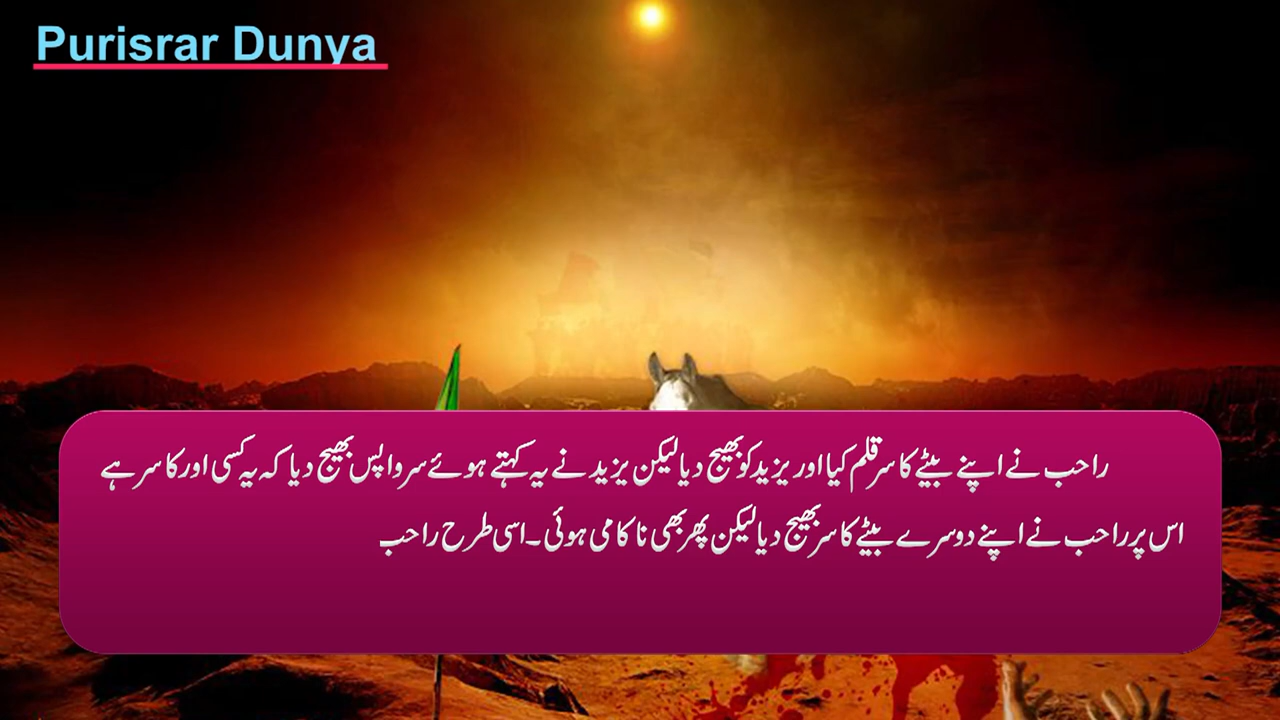 Purisrar Dunya
راحب نے اپنے بیٹے کا سر قلم کیا اور یزید کو بھیج دیا لیکن یزید نے یہ کہتے ہوئے سر واپس بھیج دیا کہ یہ کسی اور کا سر ہے
اس پر راحب نے اپنے دوسرے بیٹے کا سر بھیج دیا لیکن پھر بھی ناکامی ہوئی۔اسی طرح راحب